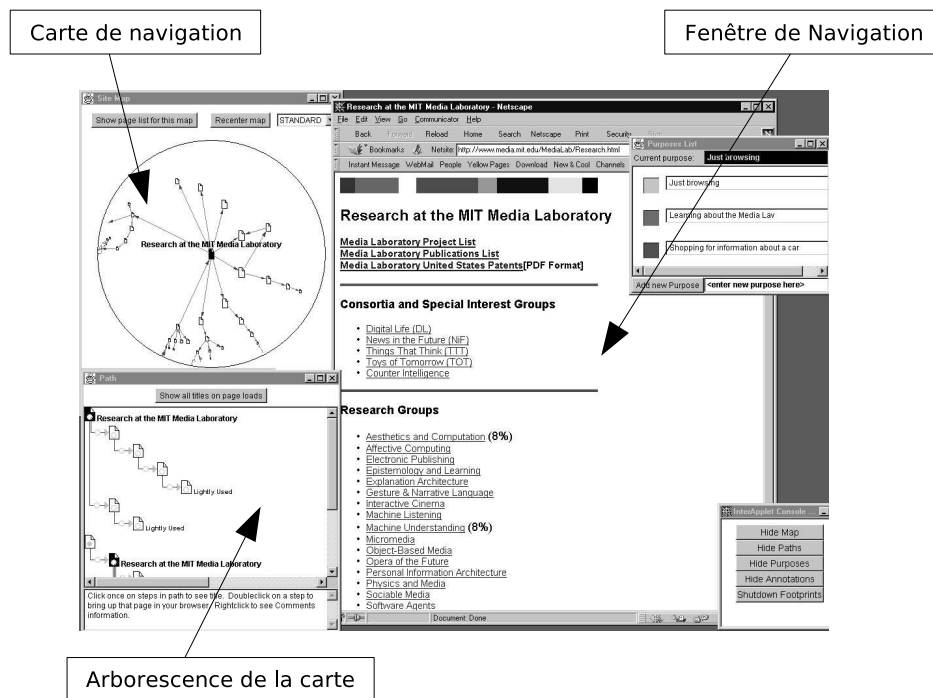 Carte de navigation
Fenêtre de Navigation
Site Map
Show page list for this map
Recenter map
STANDARD
Research at the MIT Media Laboratory
Research at the MIT Media Laboratory - Netscape
File Edit View Go Communicator Help
Back Forward Reload Home Search Netscape Print Security Stop
Bookmarks Netsite: http://www.media.mit.edu/MediaLab/Research.html
Instant Message WebMail People Yellow Pages Download New & Cool Channels
Research at the MIT Media Laboratory
Media Laboratory Project List
Media Laboratory Publications List
Media Laboratory United States Patents[PDF Format]
Consortia and Special Interest Groups
• Digital Life (DL)
• News in the Future (NiF)
• Things That Think (TTT)
• Toys of Tomorrow (TOT)
• Counter Intelligence
Research Groups
• Aesthetics and Computation (8%)
• Affective Computing
• Electronic Publishing
• Epistemology and Learning
• Explanation Architecture
• Gesture & Narrative Language
• Interactive Cinema
• Machine Listening
• Machine Understanding (8%)
• Micromedia
• Object-Based Media
• Opera of the Future
• Personal Information Architecture
• Physics and Media
• Sociable Media
• Software Agents
Document: Done
Purposes List
Current purpose: Just browsing
Just browsing
Learning about the Media Lav
Shopping for information about a car
Add new Purpose <enter new purpose here>
Path
Show all titles on page loads
Research at the MIT Media Laboratory
Lightly Used
Lightly Used
Research at the MIT Media Laboratory
Click once on steps in path to see title. Doubleclick on a step to
bring up that page in your browser. Rightclick to see Comments
information.
InterApplet Console ...
Hide Map
Hide Paths
Hide Purposes
Hide Annotations
Shutdown Footprints
Arborescence de la carte